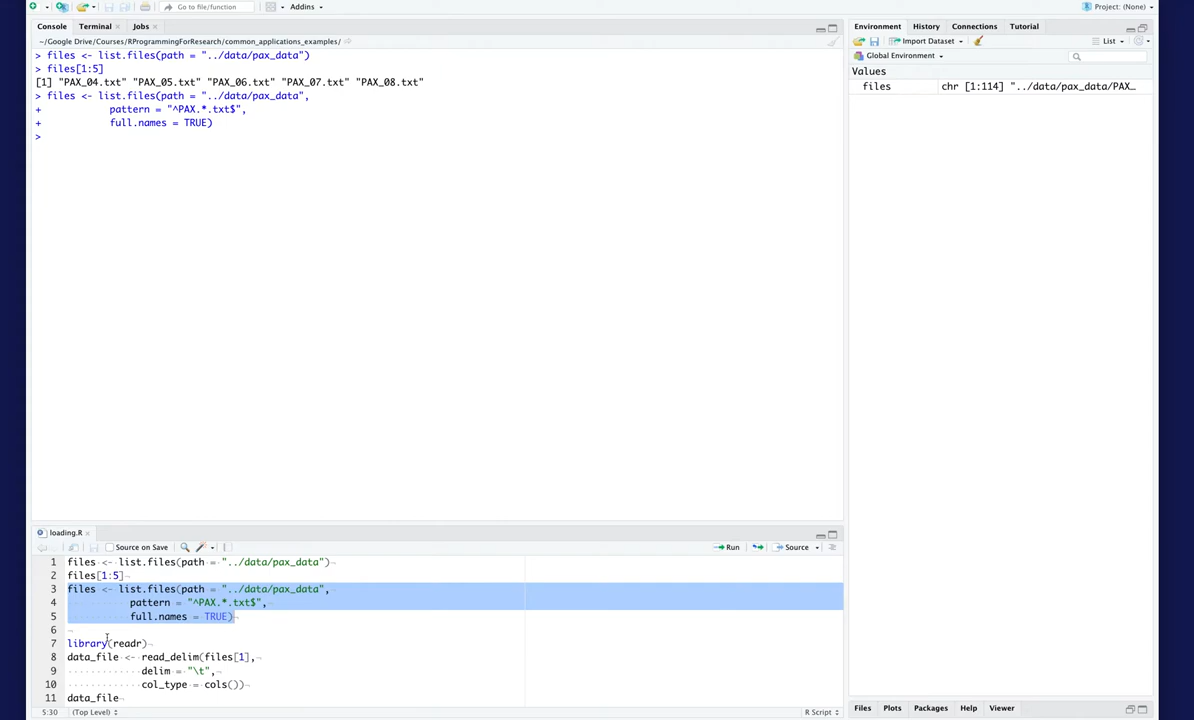 Go to file/function
Addins
Project: (None)
Console Terminal Jobs
~/Google Drive/Courses/RProgrammingForResearch/common_applications_examples/
> files <- list.files(path = "../data/pax_data")
> files[1:5]
[1] "PAX_04.txt" "PAX_05.txt" "PAX_06.txt" "PAX_07.txt" "PAX_08.txt"
> files <- list.files(path = "../data/pax_data",
+ pattern = "^PAX.*.txt$",
+ full.names = TRUE)
>
Environment History Connections Tutorial
Import Dataset
List
Global Environment
Values
files chr [1:114] "../data/pax_data/PAX…
loading.R
Source on Save
Run
Source
1 files <- list.files(path = "../data/pax_data")
2 files[1:5]
3 files <- list.files(path = "../data/pax_data",
4 pattern = "^PAX.*.txt$",
5 full.names = TRUE)
6
7 library(readr)
8 data_file <- read_delim(files[1],
9 delim = "\t",
10 col_type = cols())
11 data_file
5:30 (Top Level) R Script
Files Plots Packages Help Viewer